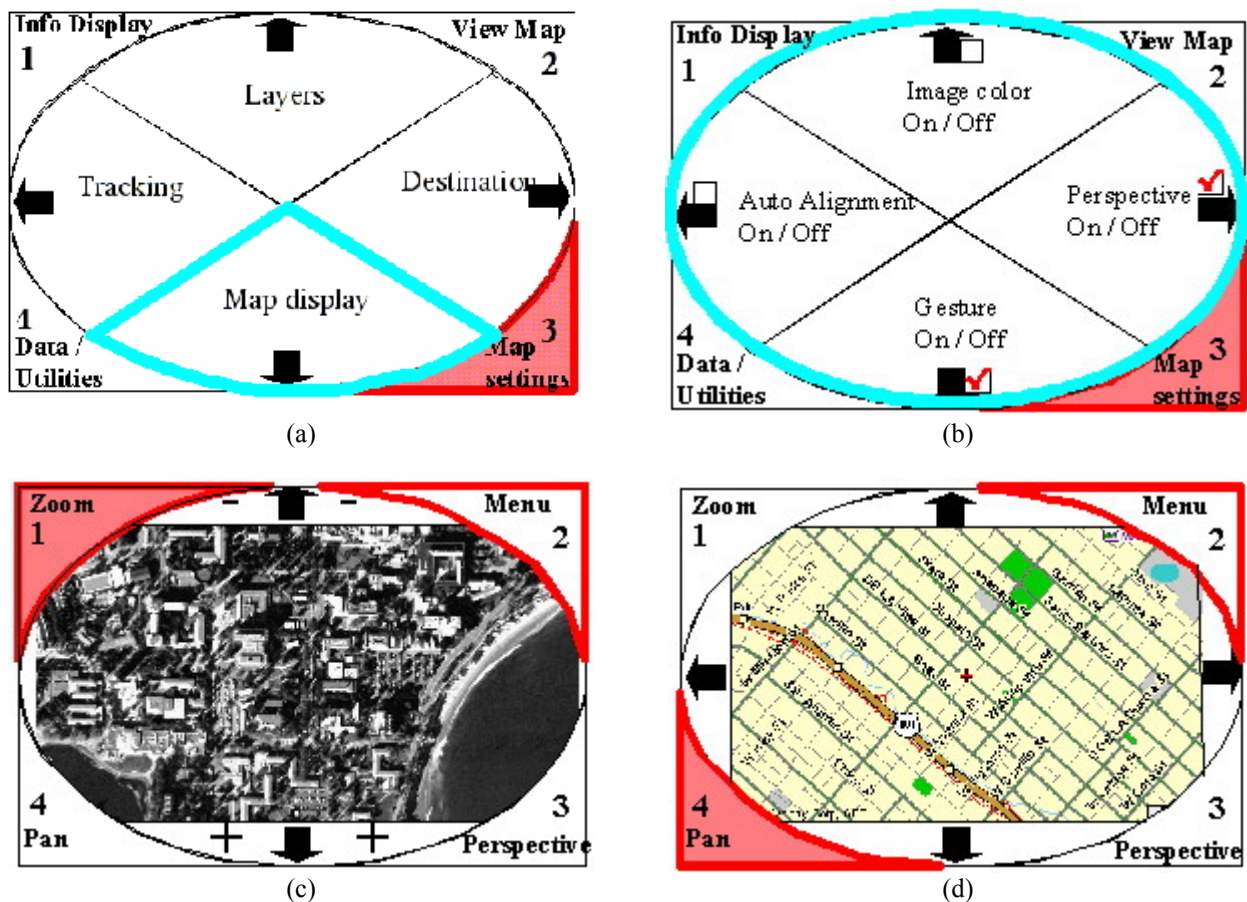 Info Display
1
View Map
2
Layers
Tracking
Destination
Map display
4
Data /
Utilities
3
Map
settings
(a)
Info Display
1
View Map
2
Image color
On / Off
Auto Alignment
On / Off
Perspective
On / Off
Gesture
On / Off
4
Data /
Utilities
3
Map
settings
(b)
Zoom
1
Menu
2
- -
4
Pan
+ +
3
Perspective
(c)
Zoom
1
Menu
2
4
Pan
3
Perspective
(d)